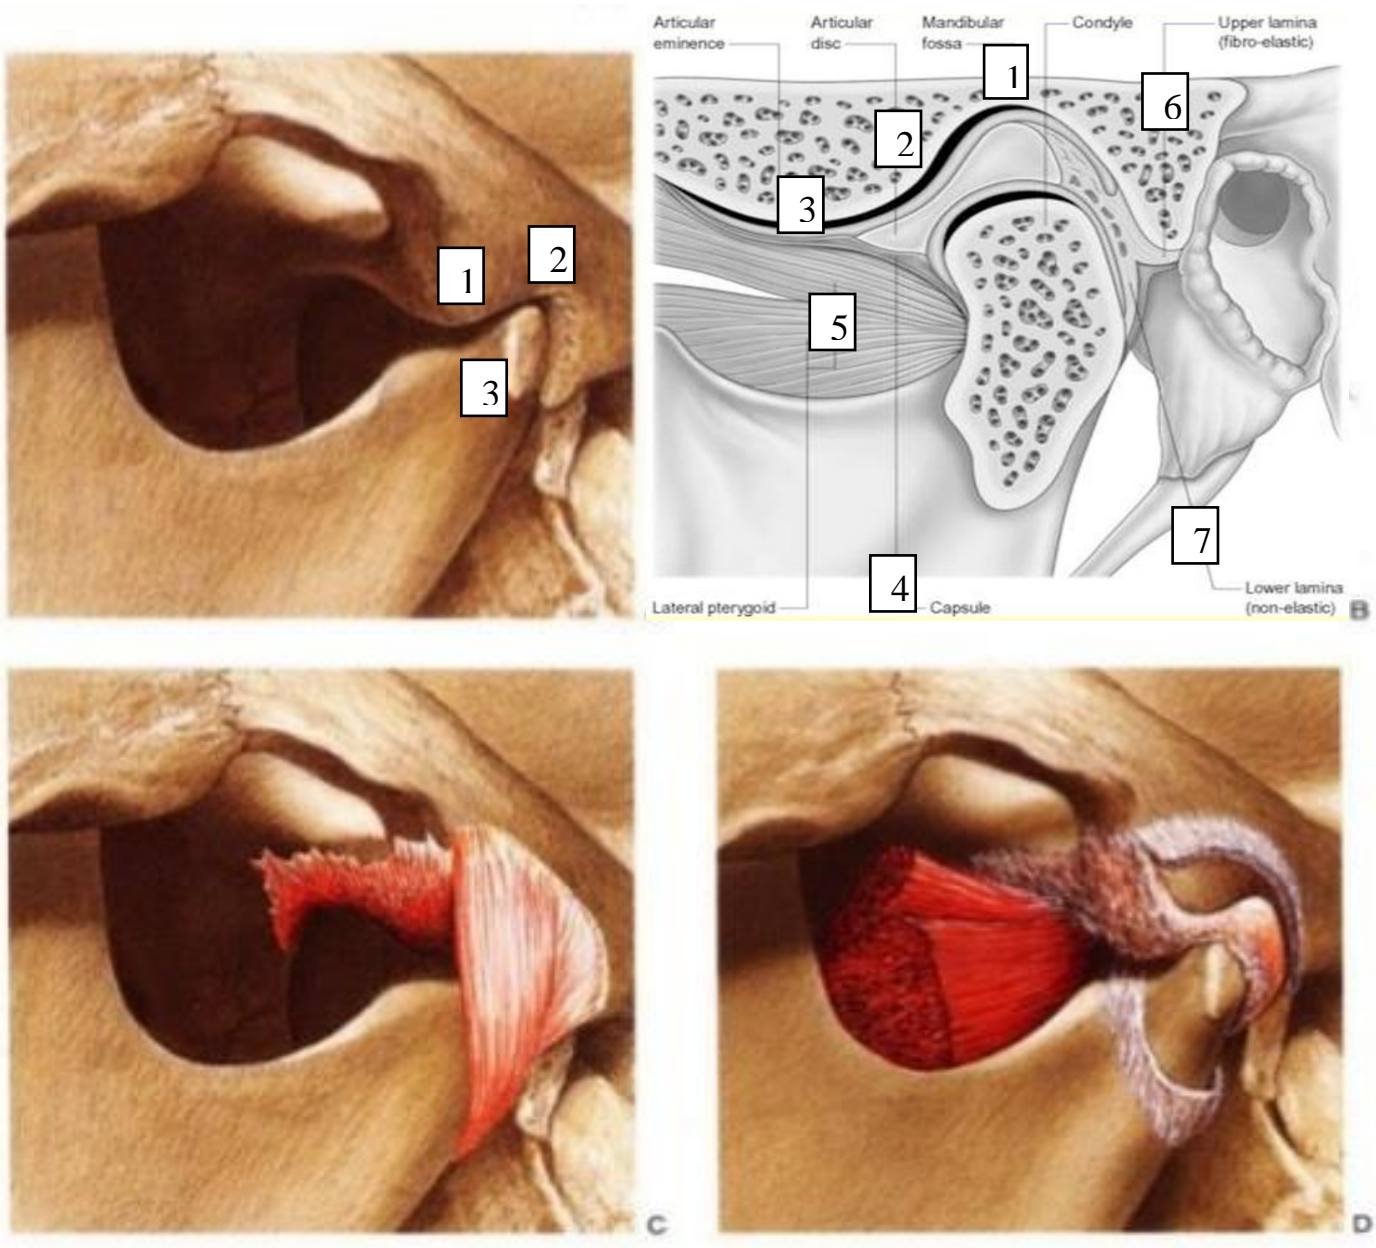 Articular
eminence
Articular
disc
Mandibular
fossa
Condyle
Upper lamina
(fibro-elastic)
1
6
2
3
5
7
4
Lateral pterygoid
Capsule
Lower lamina
(non-elastic)
B
2
1
3
C
D